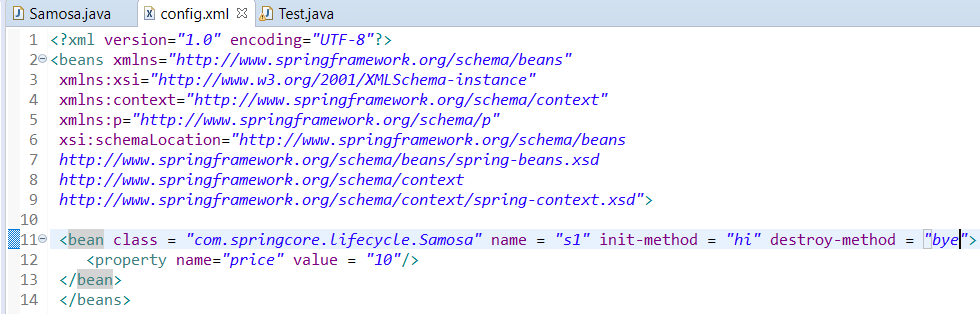 Samosa.java config.xml Test.java
1 <?xml version="1.0" encoding="UTF-8"?>
2 <beans xmlns="http://www.springframework.org/schema/beans"
3 xmlns:xsi="http://www.w3.org/2001/XMLSchema-instance"
4 xmlns:context="http://www.springframework.org/schema/context"
5 xmlns:p="http://www.springframework.org/schema/p"
6 xsi:schemaLocation="http://www.springframework.org/schema/beans
7 http://www.springframework.org/schema/beans/spring-beans.xsd
8 http://www.springframework.org/schema/context
9 http://www.springframework.org/schema/context/spring-context.xsd">
10
11 <bean class = "com.springcore.lifecycle.Samosa" name = "s1" init-method = "hi" destroy-method = "bye">
12 <property name="price" value = "10"/>
13 </bean>
14 </beans>